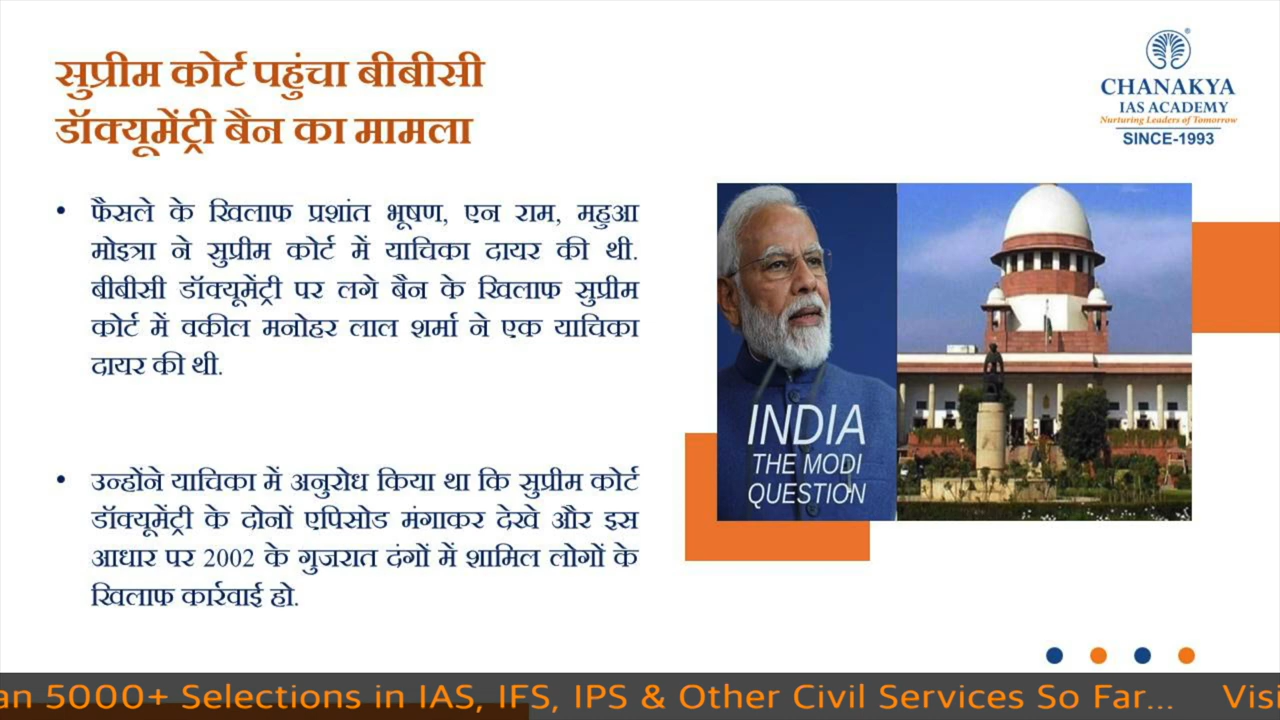 सुप्रीम कोर्ट पहुंचा बीबीसी
डॉक्यूमेंट्री बैन का मामला
CHANAKYA
IAS ACADEMY
Nurturing Leaders of Tomorrow
SINCE-1993
• फैसले के खिलाफ प्रशांत भूषण, एन राम, महुआ
मोइत्रा ने सुप्रीम कोर्ट में याचिका दायर की थी.
बीबीसी डॉक्यूमेंट्री पर लगे बैन के खिलाफ सुप्रीम
कोर्ट में वकील मनोहर लाल शर्मा ने एक याचिका
दायर की थी.
• उन्होंने याचिका में अनुरोध किया था कि सुप्रीम कोर्ट
डॉक्यूमेंट्री के दोनों एपिसोड मंगाकर देखे और इस
आधार पर 2002 के गुजरात दंगों में शामिल लोगों के
खिलाफ कार्रवाई हो.
INDIA
THE MODI
QUESTION
an 5000+ Selections in IAS, IFS, IPS & Other Civil Services So Far... Visi